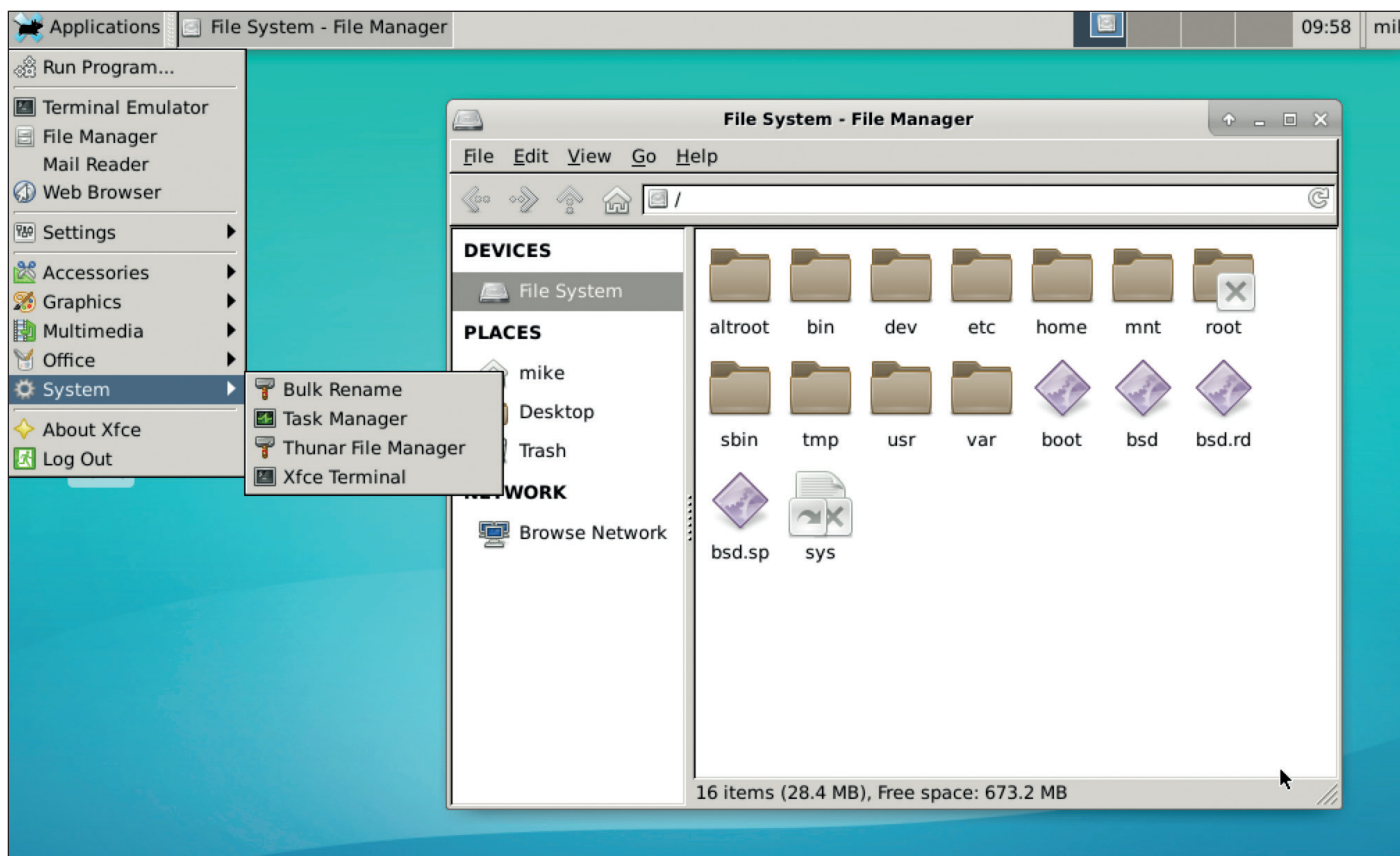 Applications
File System - File Manager
09:58
mil
Run Program...
Terminal Emulator
File Manager
Mail Reader
Web Browser
Settings
Accessories
Graphics
Multimedia
Office
System
About Xfce
Log Out
Bulk Rename
Task Manager
Thunar File Manager
Xfce Terminal
File System - File Manager
File Edit View Go Help
/
DEVICES
File System
PLACES
mike
Desktop
Trash
NETWORK
Browse Network
altroot bin dev etc home mnt root
sbin tmp usr var boot bsd bsd.rd
bsd.sp sys
16 items (28.4 MB), Free space: 673.2 MB